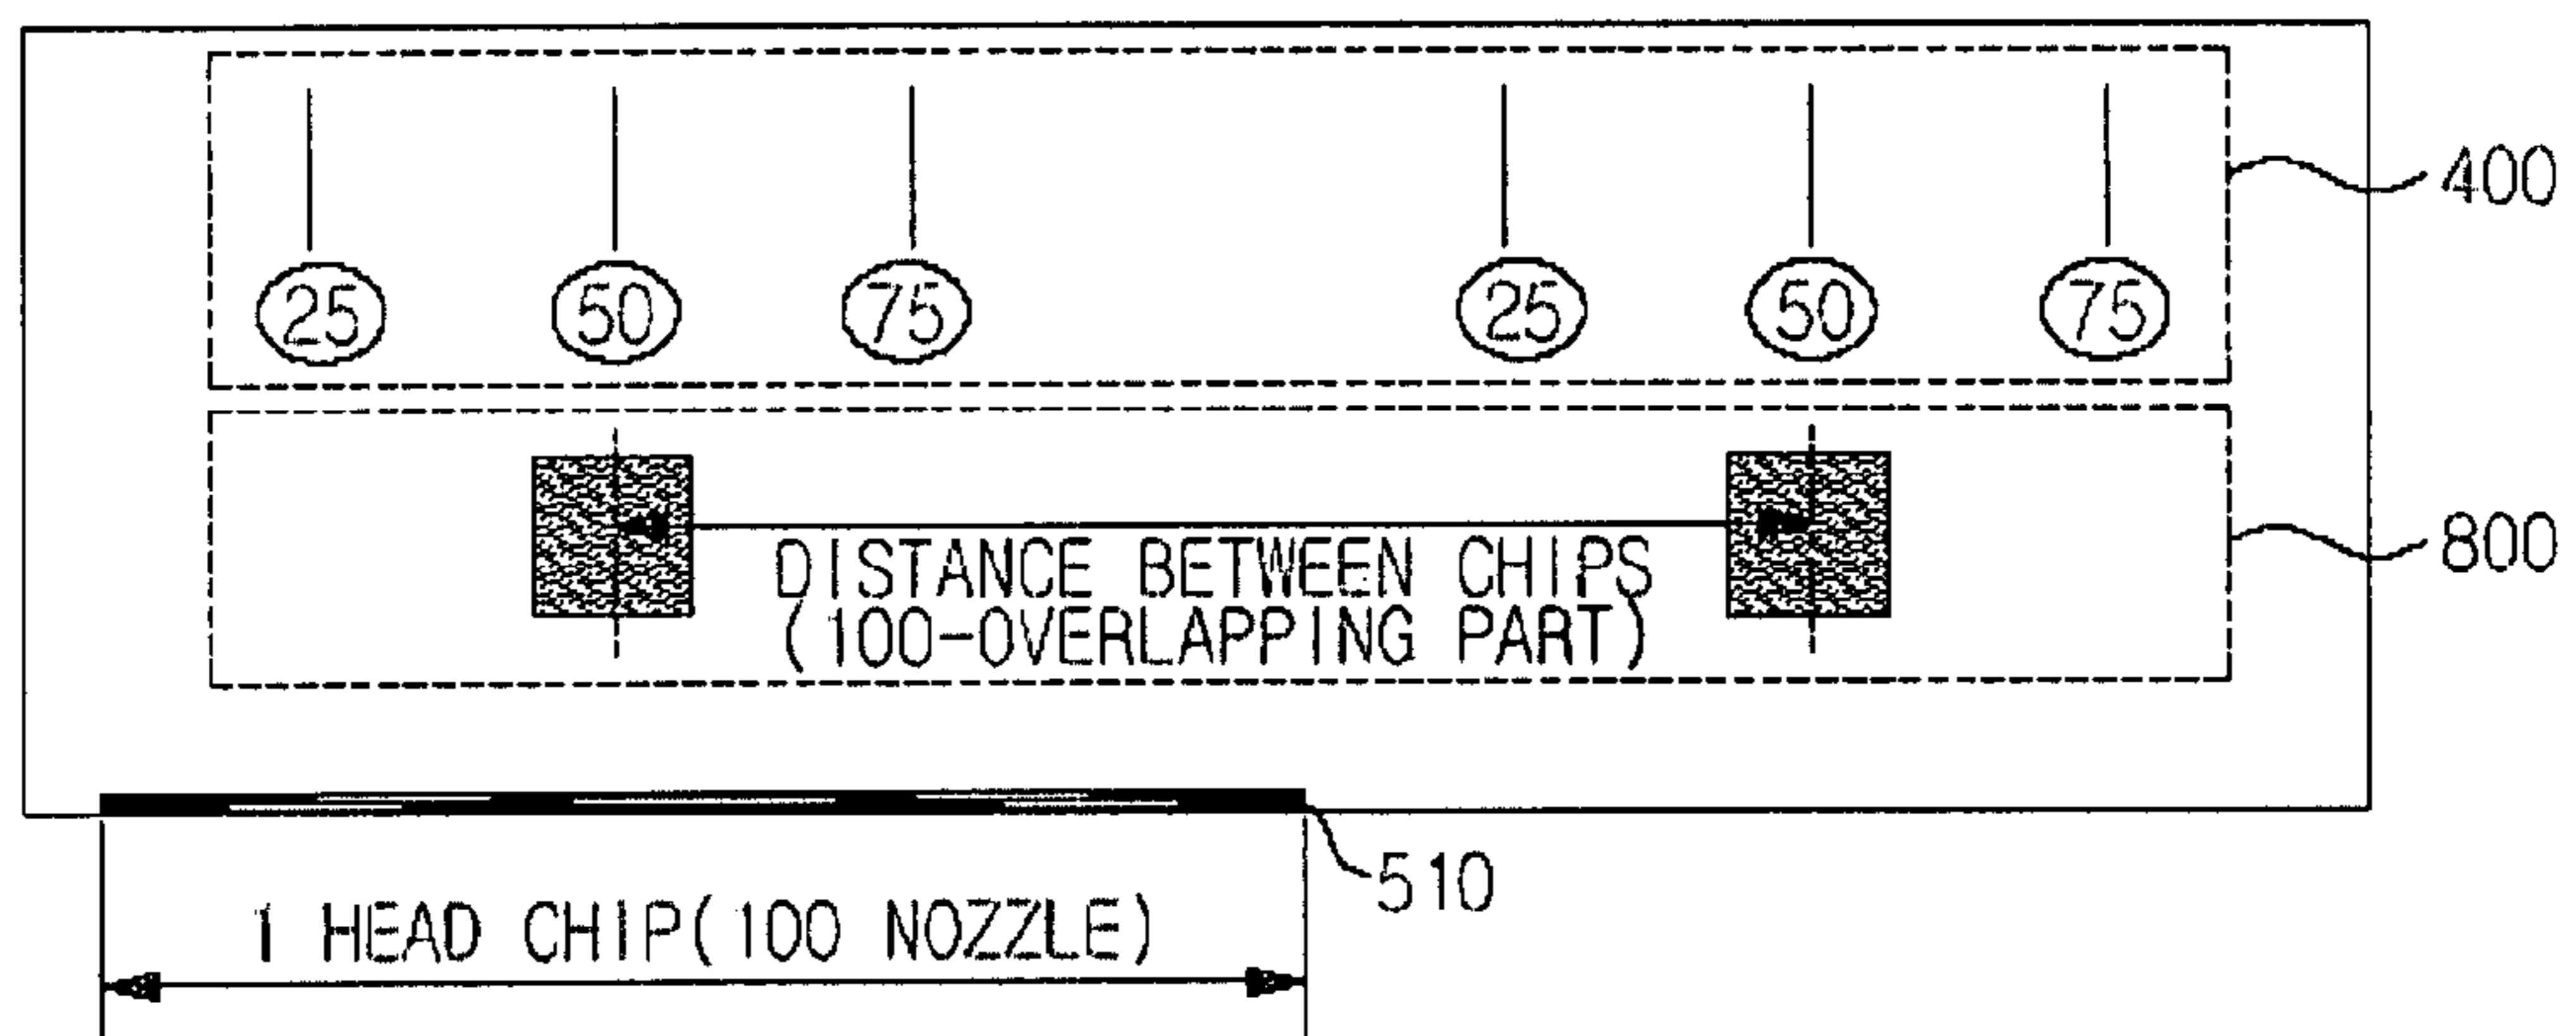 400
25 50 75 25 50 75
800
DISTANCE BETWEEN CHIPS
(100-OVERLAPPING PART)
510
1 HEAD CHIP(100 NOZZLE)